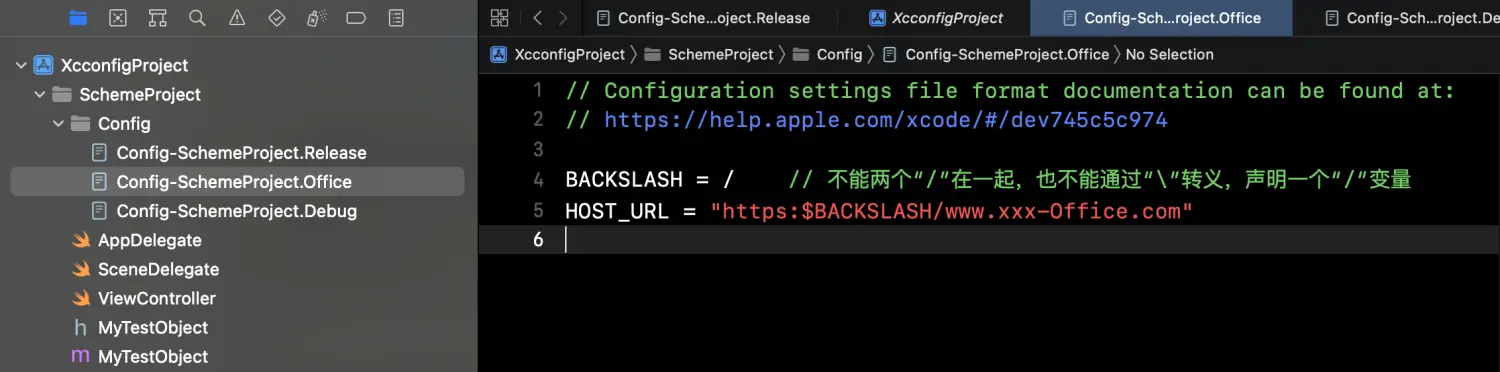 Config-Sche...oject.Release
XcconfigProject
Config-Sch...roject.Office
Config-Sch...roject.De
XcconfigProject
SchemeProject
Config
Config-SchemeProject.Release
Config-SchemeProject.Office
Config-SchemeProject.Debug
AppDelegate
SceneDelegate
ViewController
h MyTestObject
m MyTestObject
XcconfigProject 〉 SchemeProject 〉 Config 〉 Config-SchemeProject.Office 〉 No Selection
1 // Configuration settings file format documentation can be found at:
2 // https://help.apple.com/xcode/#/dev745c5c974
3
4 BACKSLASH = / // 不能两个“/”在一起，也不能通过“\”转义，声明一个“/”变量
5 HOST_URL = "https:$BACKSLASH/www.xxx-Office.com"
6